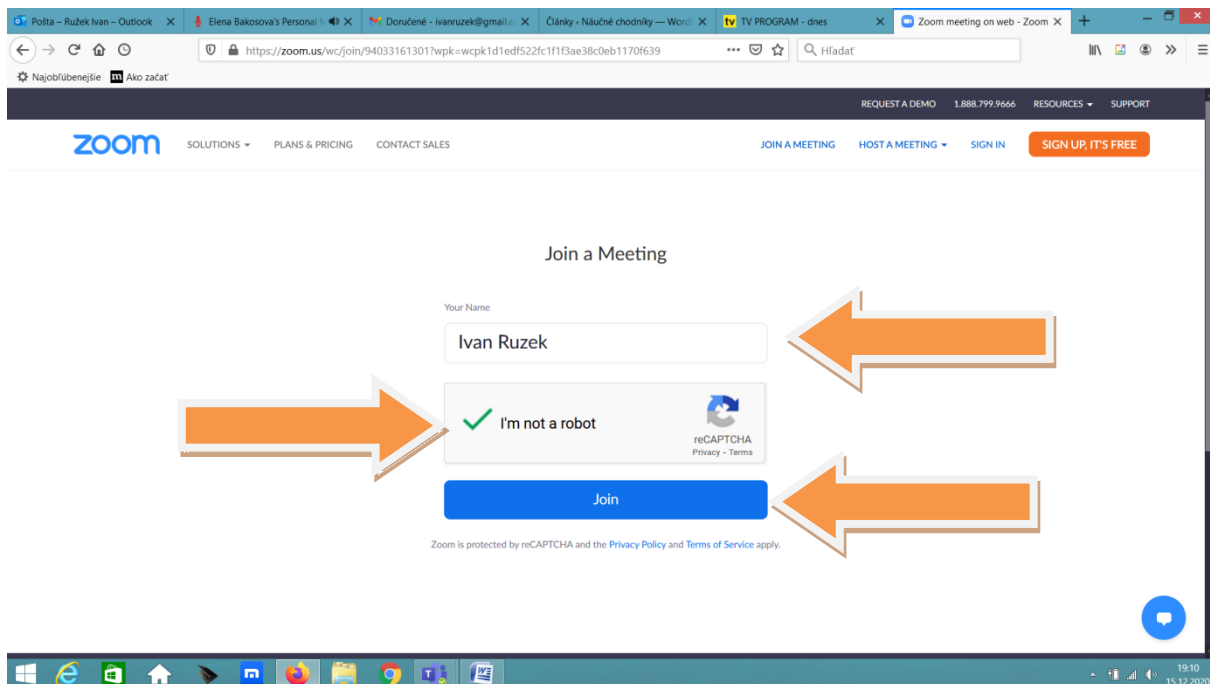 Pošta – Ružek Ivan – Outlook
Elena Bakosova's Personal
Doručené - ivanruzek@gmail.c
Články ‹ Náučné chodníky — Word
tv TV PROGRAM - dnes
Zoom meeting on web - Zoom
https://zoom.us/wc/join/94033161301?wpk=wcpk1d1edf522fc1f1f3ae38c0eb1170f639
Hľadať
Najobľúbenejšie
m Ako začať
REQUEST A DEMO 1.888.799.9666 RESOURCES SUPPORT
zoom SOLUTIONS PLANS & PRICING CONTACT SALES JOIN A MEETING HOST A MEETING SIGN IN SIGN UP, IT'S FREE
Join a Meeting
Your Name
Ivan Ruzek
I'm not a robot
reCAPTCHA
Privacy - Terms
Join
Zoom is protected by reCAPTCHA and the Privacy Policy and Terms of Service apply.
19:10
15.12.2020